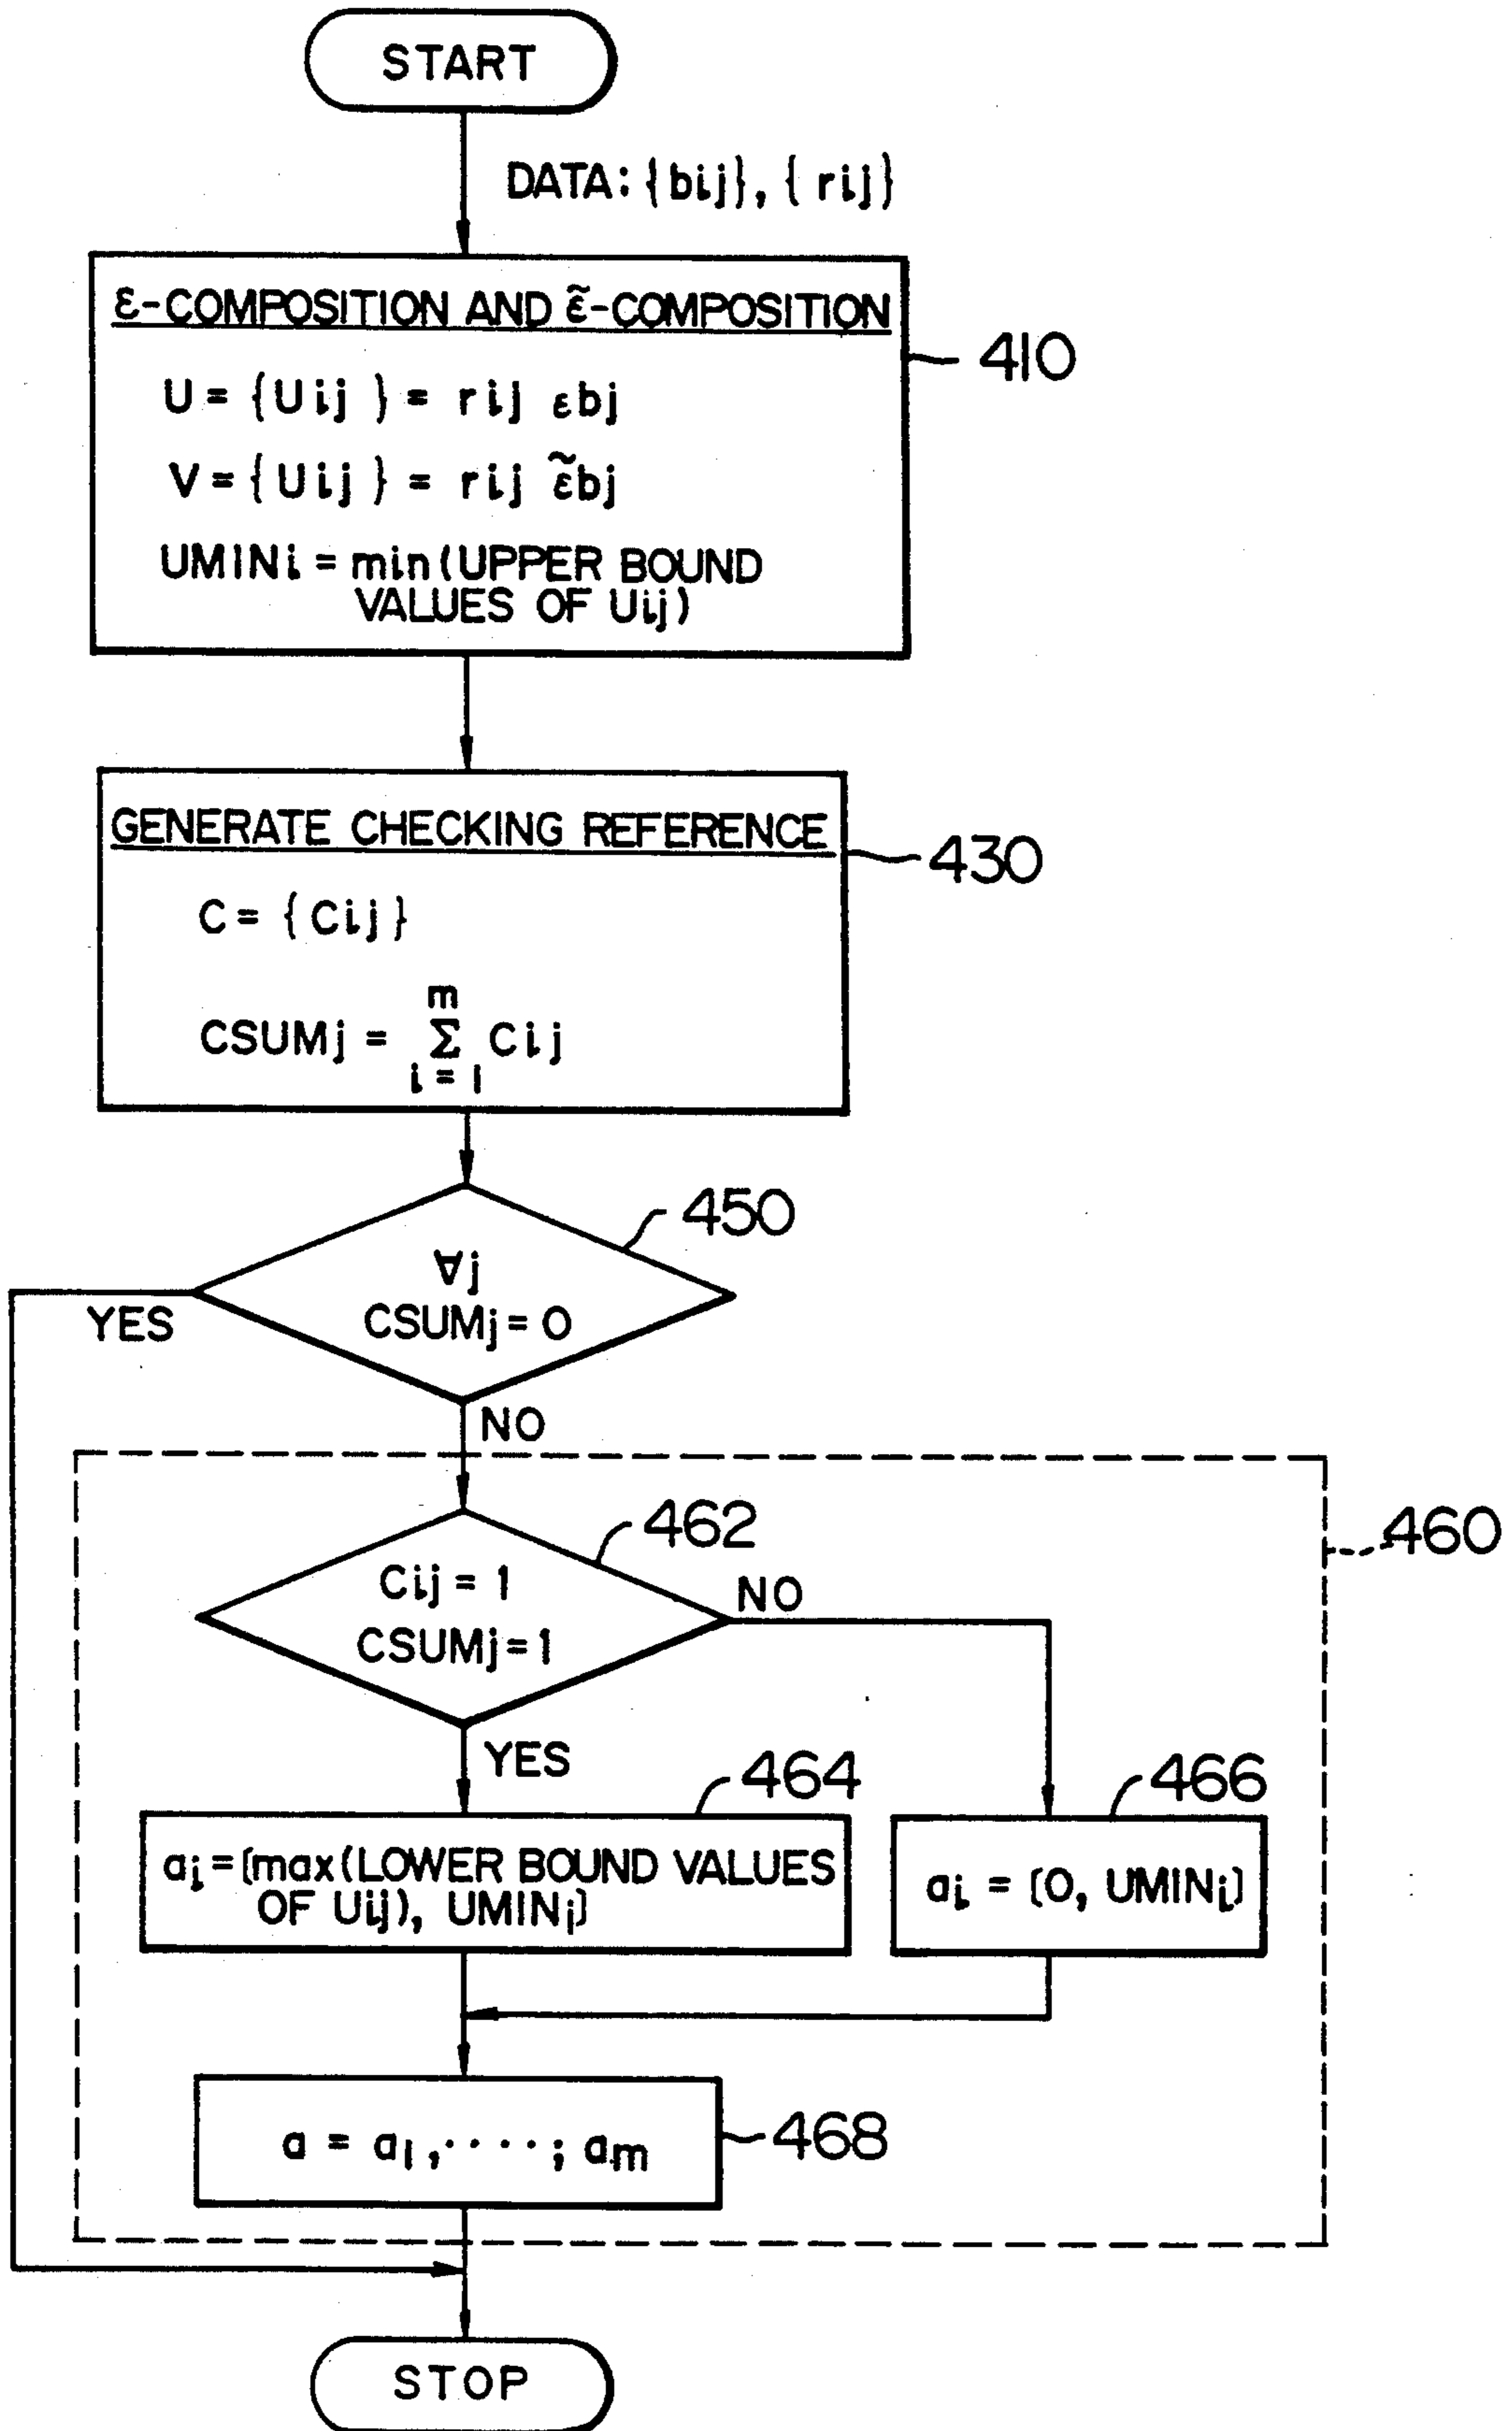 START
DATA: {bij}, { rij}
ε-COMPOSITION AND ε̃-COMPOSITION
U = {Uij } = rij εbj
410
V = {Uij } = rij ε̃bj
UMINi = min(UPPER BOUND
VALUES OF Uij)
GENERATE CHECKING REFERENCE
430
C = {Cij}
m
CSUMj = Σ Cij
i = 1
450
∀j
CSUMj = 0
YES
NO
462
460
Cij = 1
NO
CSUMj = 1
YES
464
466
ai = [max(LOWER BOUND VALUES
OF Uij), UMINi]
ai = [0, UMINi]
a = a1,····; am
468
STOP